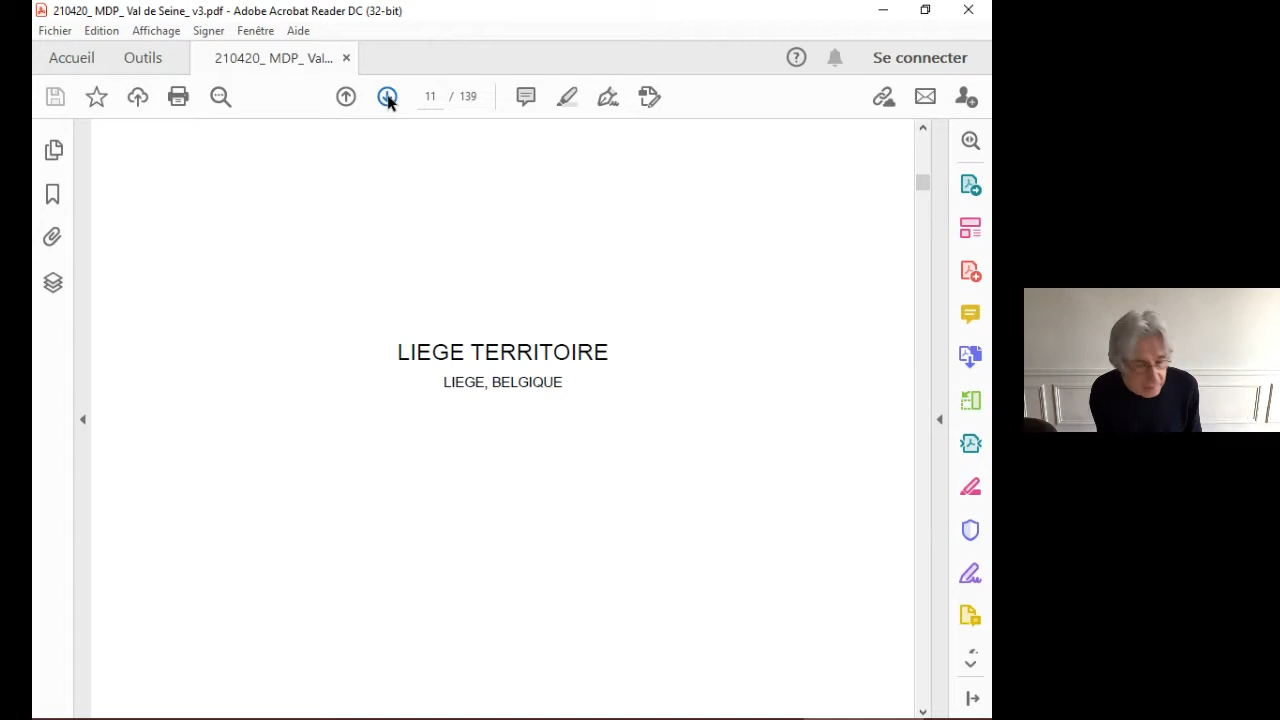 210420_ MDP_ Val de Seine_ v3.pdf - Adobe Acrobat Reader DC (32-bit)
Fichier Edition Affichage Signer Fenêtre Aide
Accueil Outils 210420_ MDP_ Val... Se connecter
11 / 139
LIEGE TERRITOIRE
LIEGE, BELGIQUE